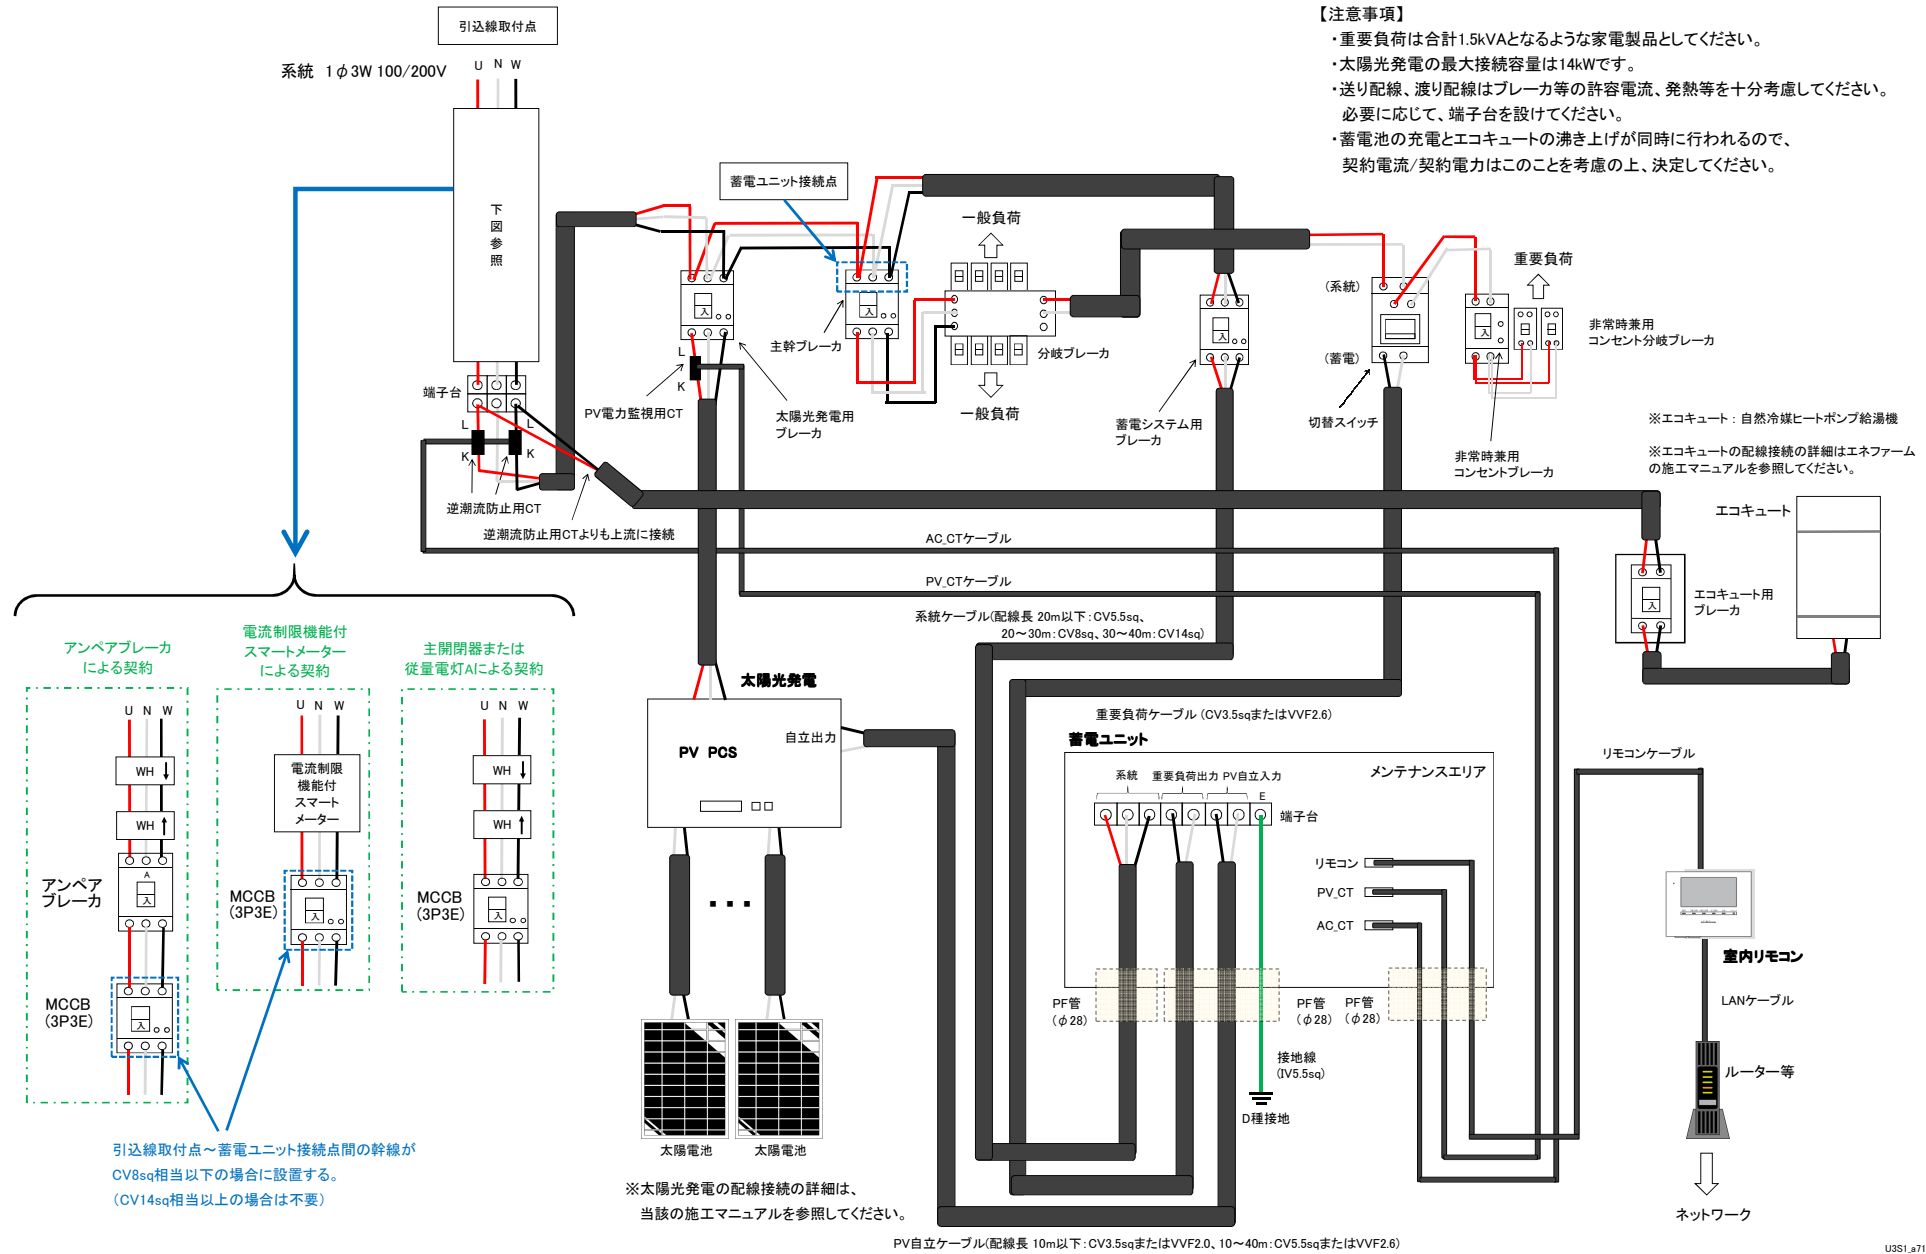 引込線取付点
系統 1φ3W 100/200V
U N W
下図参照
【注意事項】
・重要負荷は合計1.5kVAとなるような家電製品としてください。
・太陽光発電の最大接続容量は14kWです。
・送り配線、渡り配線はブレーカ等の許容電流、発熱等を十分考慮してください。
必要に応じて、端子台を設けてください。
・蓄電池の充電とエコキュートの沸き上げが同時に行われるので、
契約電流/契約電力はこのことを考慮の上、決定してください。
蓄電ユニット接続点
一般負荷
重要負荷
(系統)
入
入
入
入
非常時兼用
コンセント分岐ブレーカ
主幹ブレーカ
分岐ブレーカ
(蓄電)
L
K
端子台
PV電力監視用CT
太陽光発電用
ブレーカ
一般負荷
蓄電システム用
ブレーカ
切替スイッチ
非常時兼用
コンセントブレーカ
※エコキュート：自然冷媒ヒートポンプ給湯機
※エコキュートの配線接続の詳細はエネファーム
の施工マニュアルを参照してください。
L
L
K
K
逆潮流防止用CT
逆潮流防止用CTよりも上流に接続
エコキュート
AC_CTケーブル
PV_CTケーブル
エコキュート用
ブレーカ
入
系統ケーブル(配線長 20m以下：CV5.5sq、
20～30m：CV8sq、30～40m：CV14sq)
アンペアブレーカ
による契約
電流制限機能付
スマートメーター
による契約
主開閉器または
従量電灯Aによる契約
U N W
U N W
U N W
WH
WH
電流制限
機能付
スマート
メーター
WH
WH
アンペア
ブレーカ
A
入
MCCB
(3P3E)
入
MCCB
(3P3E)
入
MCCB
(3P3E)
入
引込線取付点～蓄電ユニット接続点間の幹線が
CV8sq相当以下の場合に設置する。
(CV14sq相当以上の場合は不要)
太陽光発電
PV PCS
自立出力
重要負荷ケーブル (CV3.5sqまたはVVF2.6)
蓄電ユニット
メンテナンスエリア
系統 重要負荷出力 PV自立入力
E
端子台
リモコン
PV_CT
AC_CT
リモコンケーブル
室内リモコン
LANケーブル
ルーター等
ネットワーク
PF管
(φ28)
PF管
(φ28)
PF管
(φ28)
接地線
(IV5.5sq)
D種接地
太陽電池
太陽電池
※太陽光発電の配線接続の詳細は、
当該の施工マニュアルを参照してください。
PV自立ケーブル(配線長 10m以下：CV3.5sqまたはVVF2.0、10～40m：CV5.5sqまたはVVF2.6)
U3S1_a71